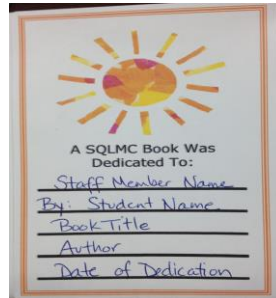 A SQLMC Book Was
Dedicated To:
Staff Member Name
By: Student Name
Book Title
Author
Date of Dedication